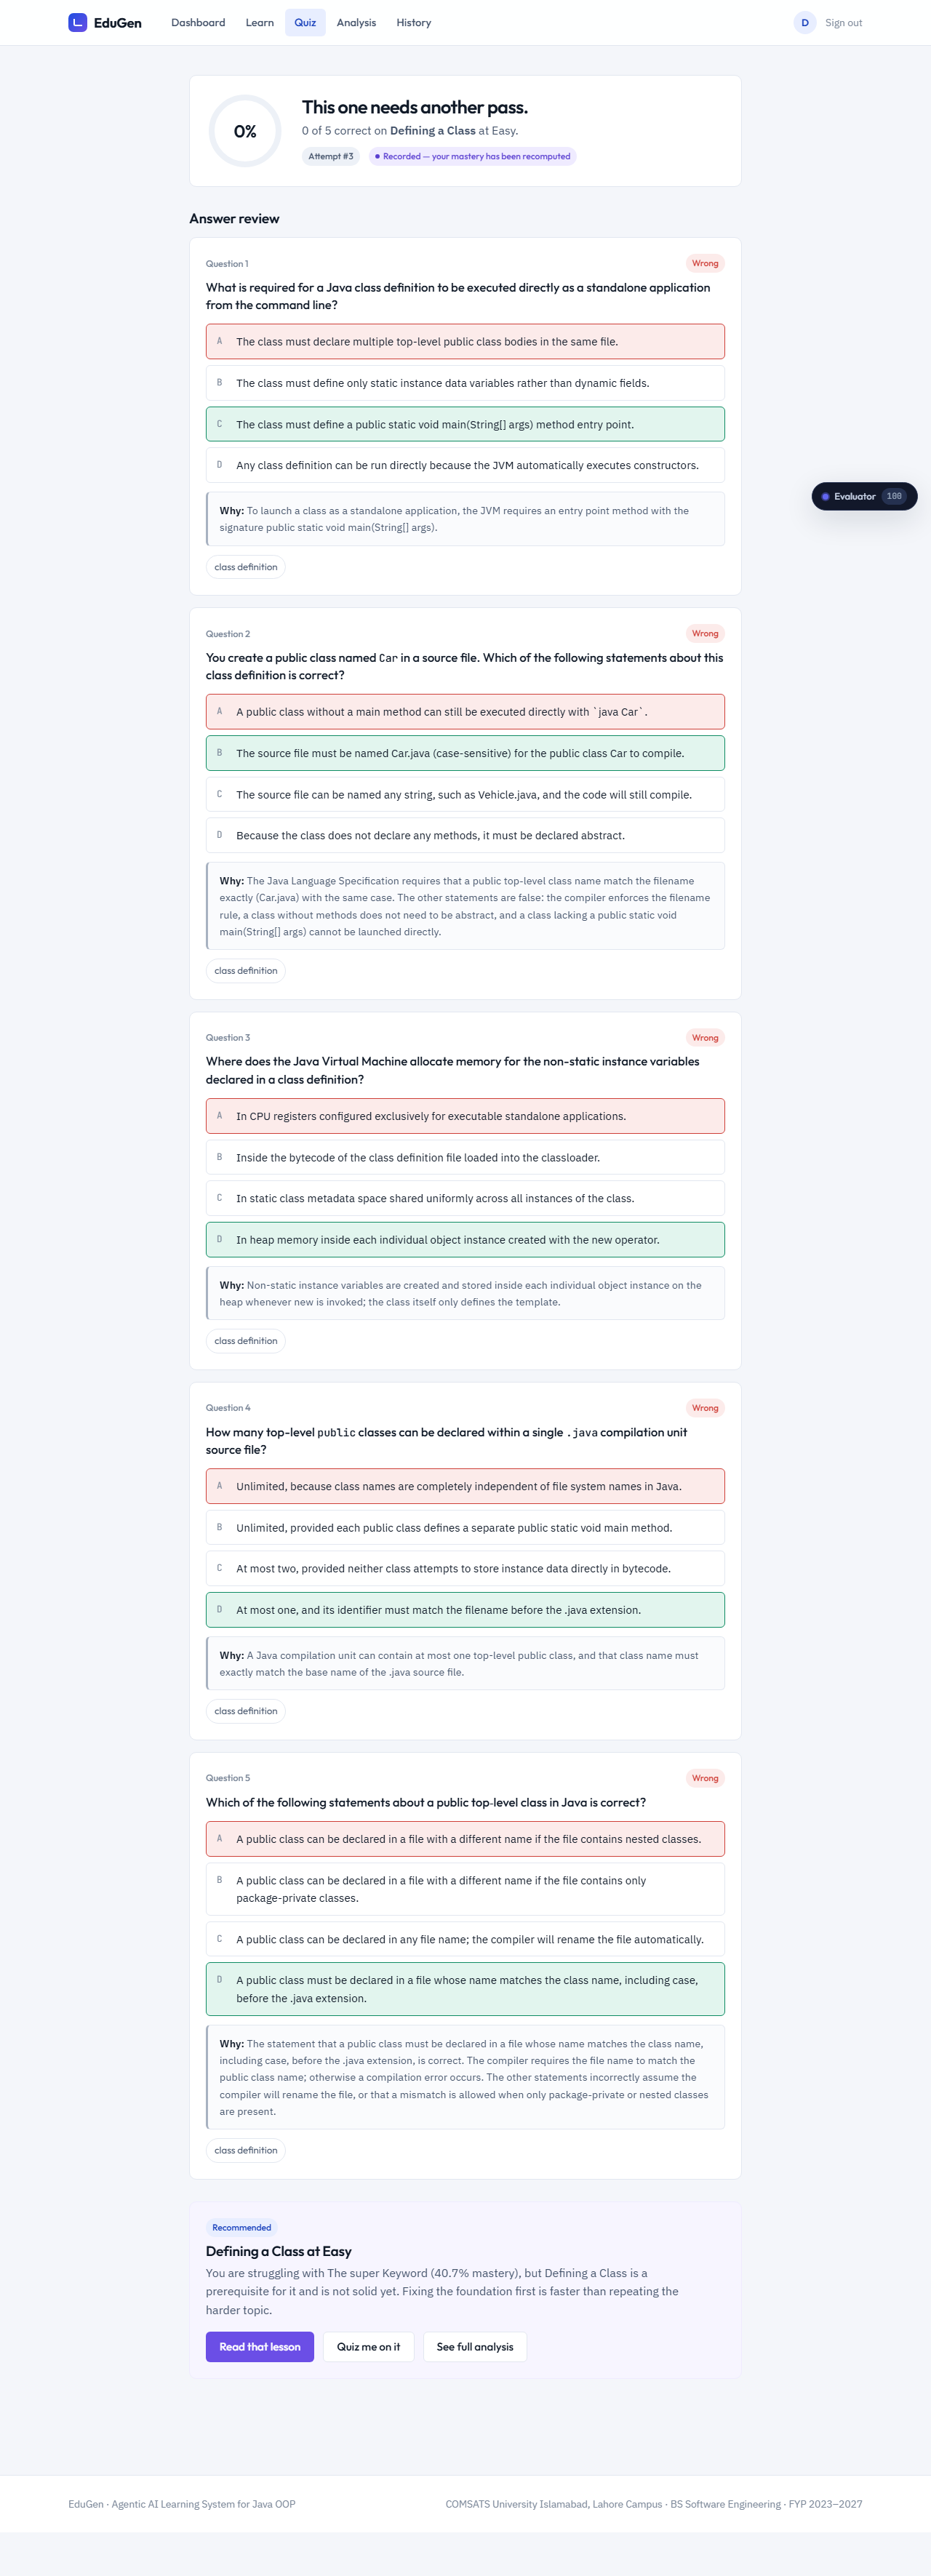 EduGen
Dashboard
Learn
Quiz
Analysis
History
D
Sign out
0%
This one needs another pass.
0 of 5 correct on Defining a Class at Easy.
Attempt #3
Recorded — your mastery has been recomputed
Answer review
Question 1
Wrong
What is required for a Java class definition to be executed directly as a standalone application
from the command line?
A The class must declare multiple top-level public class bodies in the same file.
B The class must define only static instance data variables rather than dynamic fields.
C The class must define a public static void main(String[] args) method entry point.
D Any class definition can be run directly because the JVM automatically executes constructors.
Evaluator 100
Why: To launch a class as a standalone application, the JVM requires an entry point method with the
signature public static void main(String[] args).
class definition
Question 2
Wrong
You create a public class named Car in a source file. Which of the following statements about this
class definition is correct?
A A public class without a main method can still be executed directly with `java Car`.
B The source file must be named Car.java (case-sensitive) for the public class Car to compile.
C The source file can be named any string, such as Vehicle.java, and the code will still compile.
D Because the class does not declare any methods, it must be declared abstract.
Why: The Java Language Specification requires that a public top-level class name match the filename
exactly (Car.java) with the same case. The other statements are false: the compiler enforces the filename
rule, a class without methods does not need to be abstract, and a class lacking a public static void
main(String[] args) cannot be launched directly.
class definition
Question 3
Wrong
Where does the Java Virtual Machine allocate memory for the non-static instance variables
declared in a class definition?
A In CPU registers configured exclusively for executable standalone applications.
B Inside the bytecode of the class definition file loaded into the classloader.
C In static class metadata space shared uniformly across all instances of the class.
D In heap memory inside each individual object instance created with the new operator.
Why: Non-static instance variables are created and stored inside each individual object instance on the
heap whenever new is invoked; the class itself only defines the template.
class definition
Question 4
Wrong
How many top-level public classes can be declared within a single .java compilation unit
source file?
A Unlimited, because class names are completely independent of file system names in Java.
B Unlimited, provided each public class defines a separate public static void main method.
C At most two, provided neither class attempts to store instance data directly in bytecode.
D At most one, and its identifier must match the filename before the .java extension.
Why: A Java compilation unit can contain at most one top-level public class, and that class name must
exactly match the base name of the .java source file.
class definition
Question 5
Wrong
Which of the following statements about a public top-level class in Java is correct?
A A public class can be declared in a file with a different name if the file contains nested classes.
B A public class can be declared in a file with a different name if the file contains only
package-private classes.
C A public class can be declared in any file name; the compiler will rename the file automatically.
D A public class must be declared in a file whose name matches the class name, including case,
before the .java extension.
Why: The statement that a public class must be declared in a file whose name matches the class name,
including case, before the .java extension, is correct. The compiler requires the file name to match the
public class name; otherwise a compilation error occurs. The other statements incorrectly assume the
compiler will rename the file, or that a mismatch is allowed when only package-private or nested classes
are present.
class definition
Recommended
Defining a Class at Easy
You are struggling with The super Keyword (40.7% mastery), but Defining a Class is a
prerequisite for it and is not solid yet. Fixing the foundation first is faster than repeating the
harder topic.
Read that lesson
Quiz me on it
See full analysis
EduGen · Agentic AI Learning System for Java OOP
COMSATS University Islamabad, Lahore Campus · BS Software Engineering · FYP 2023–2027